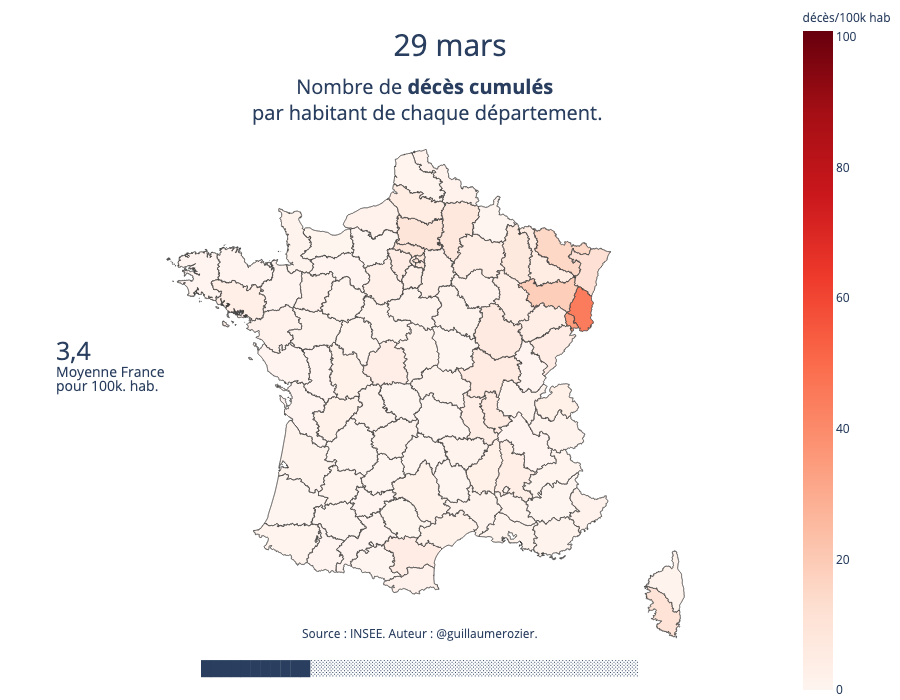 29 mars
Nombre de décès cumulés
par habitant de chaque département.
décès/100k hab
100
80
60
40
20
0
3,4
Moyenne France
pour 100k. hab.
Source : INSEE. Auteur : @guillaumerozier.